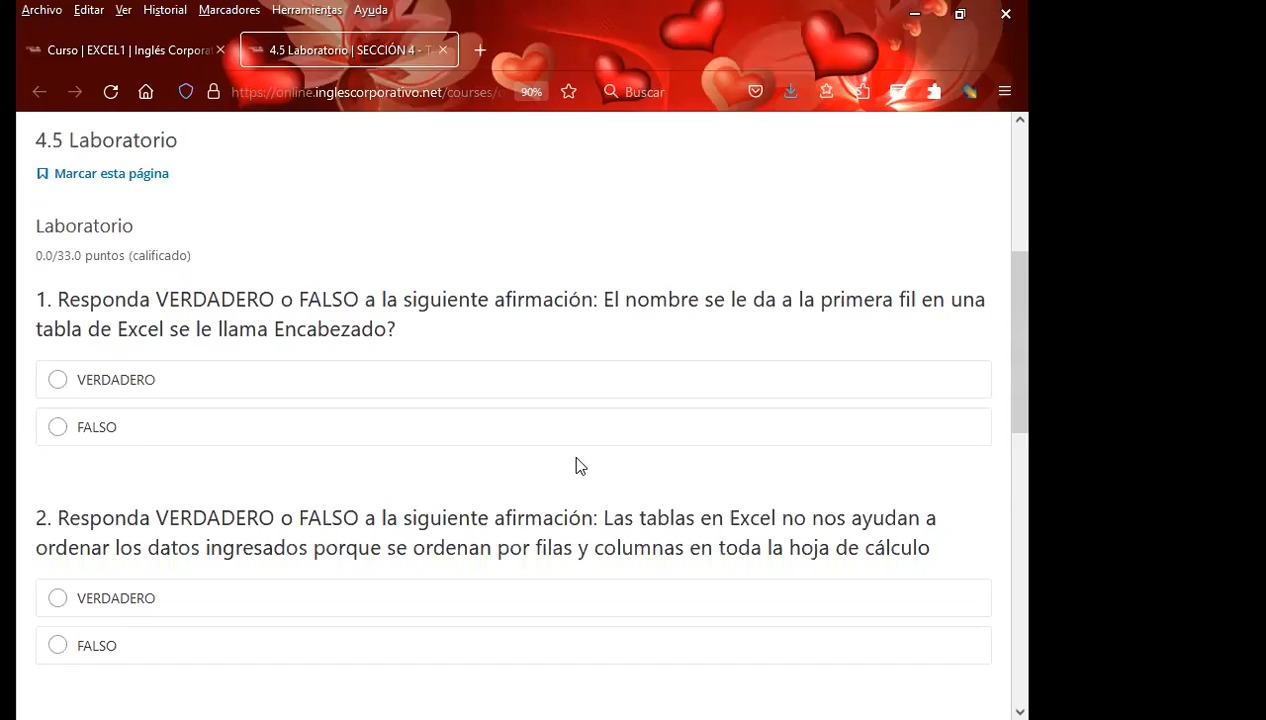 Archivo Editar Ver Historial Marcadores Herramientas Ayuda
Curso | EXCEL1 | Inglés Corpora
4.5 Laboratorio | SECCIÓN 4 - T
https://online.inglescorporativo.net/courses/
90%
Buscar
4.5 Laboratorio
Marcar esta página
Laboratorio
0.0/33.0 puntos (calificado)
1. Responda VERDADERO o FALSO a la siguiente afirmación: El nombre se le da a la primera fil en una
tabla de Excel se le llama Encabezado?
VERDADERO
FALSO
2. Responda VERDADERO o FALSO a la siguiente afirmación: Las tablas en Excel no nos ayudan a
ordenar los datos ingresados porque se ordenan por filas y columnas en toda la hoja de cálculo
VERDADERO
FALSO